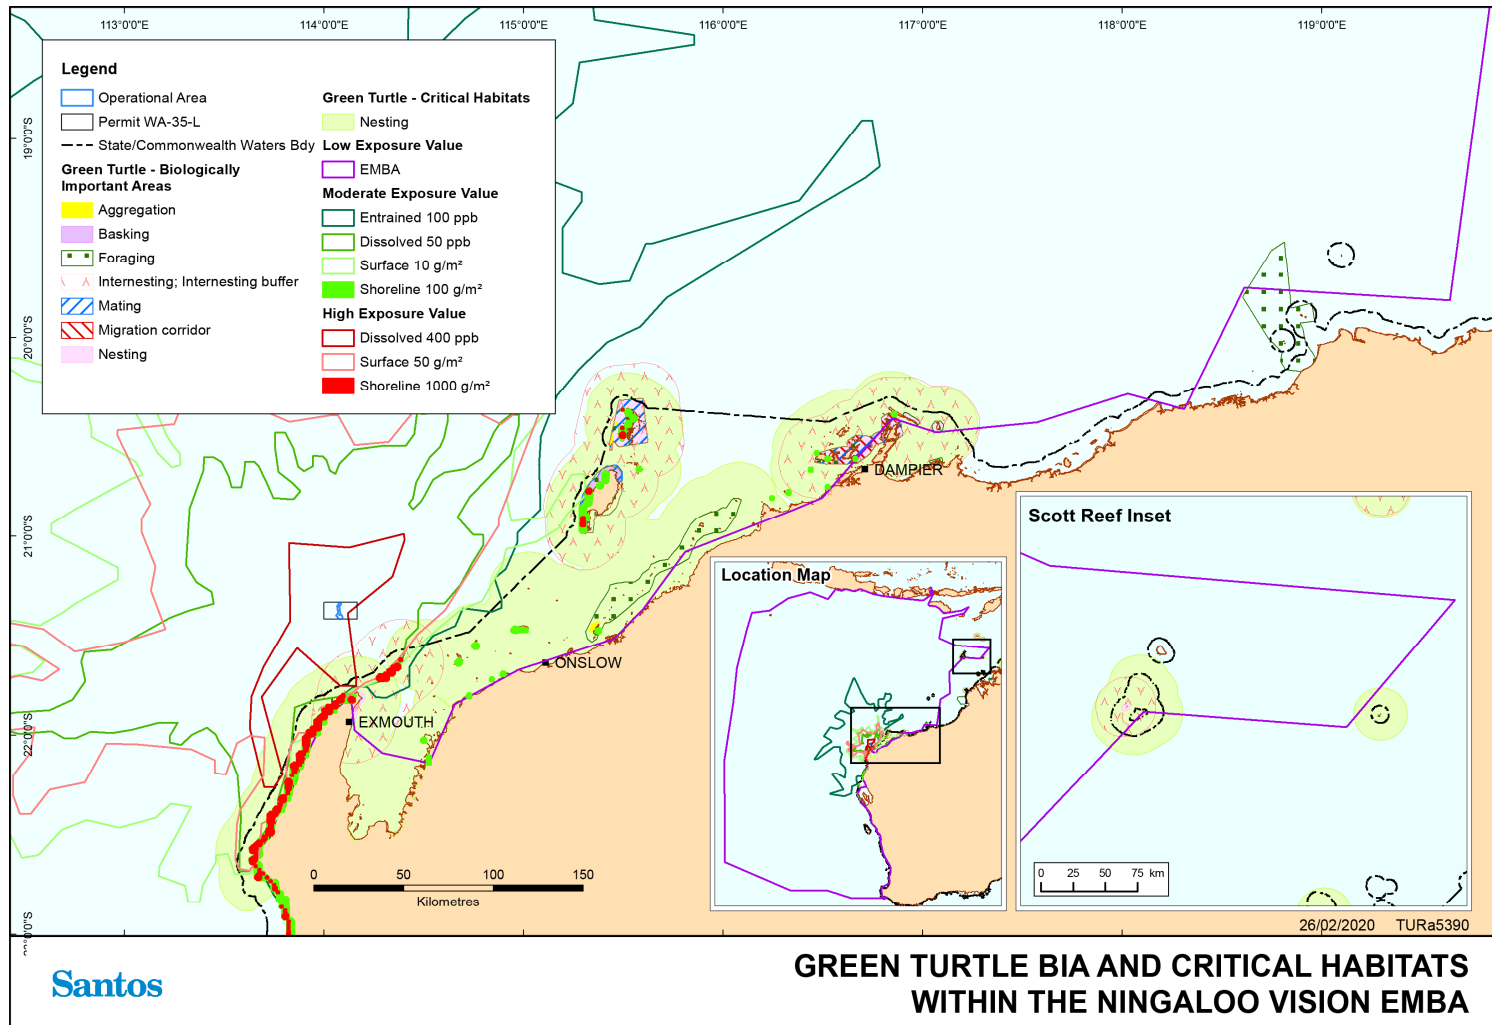 113°0'0"E 114°0'0"E 115°0'0"E 116°0'0"E 117°0'0"E 118°0'0"E 119°0'0"E
Legend
Operational Area
Permit WA-35-L
State/Commonwealth Waters Bdy
Green Turtle - Biologically
Important Areas
Aggregation
Basking
Foraging
Internesting; Internesting buffer
Mating
Migration corridor
Nesting
Green Turtle - Critical Habitats
Nesting
Low Exposure Value
EMBA
Moderate Exposure Value
Entrained 100 ppb
Dissolved 50 ppb
Surface 10 g/m²
Shoreline 100 g/m²
High Exposure Value
Dissolved 400 ppb
Surface 50 g/m²
Shoreline 1000 g/m²
19°0'0"S
20°0'0"S
21°0'0"S
22°0'0"S
DAMPIER
ONSLOW
EXMOUTH
0 50 100 150
Kilometres
Location Map
Scott Reef Inset
0 25 50 75 km
26/02/2020 TURa5390
Santos
GREEN TURTLE BIA AND CRITICAL HABITATS
WITHIN THE NINGALOO VISION EMBA